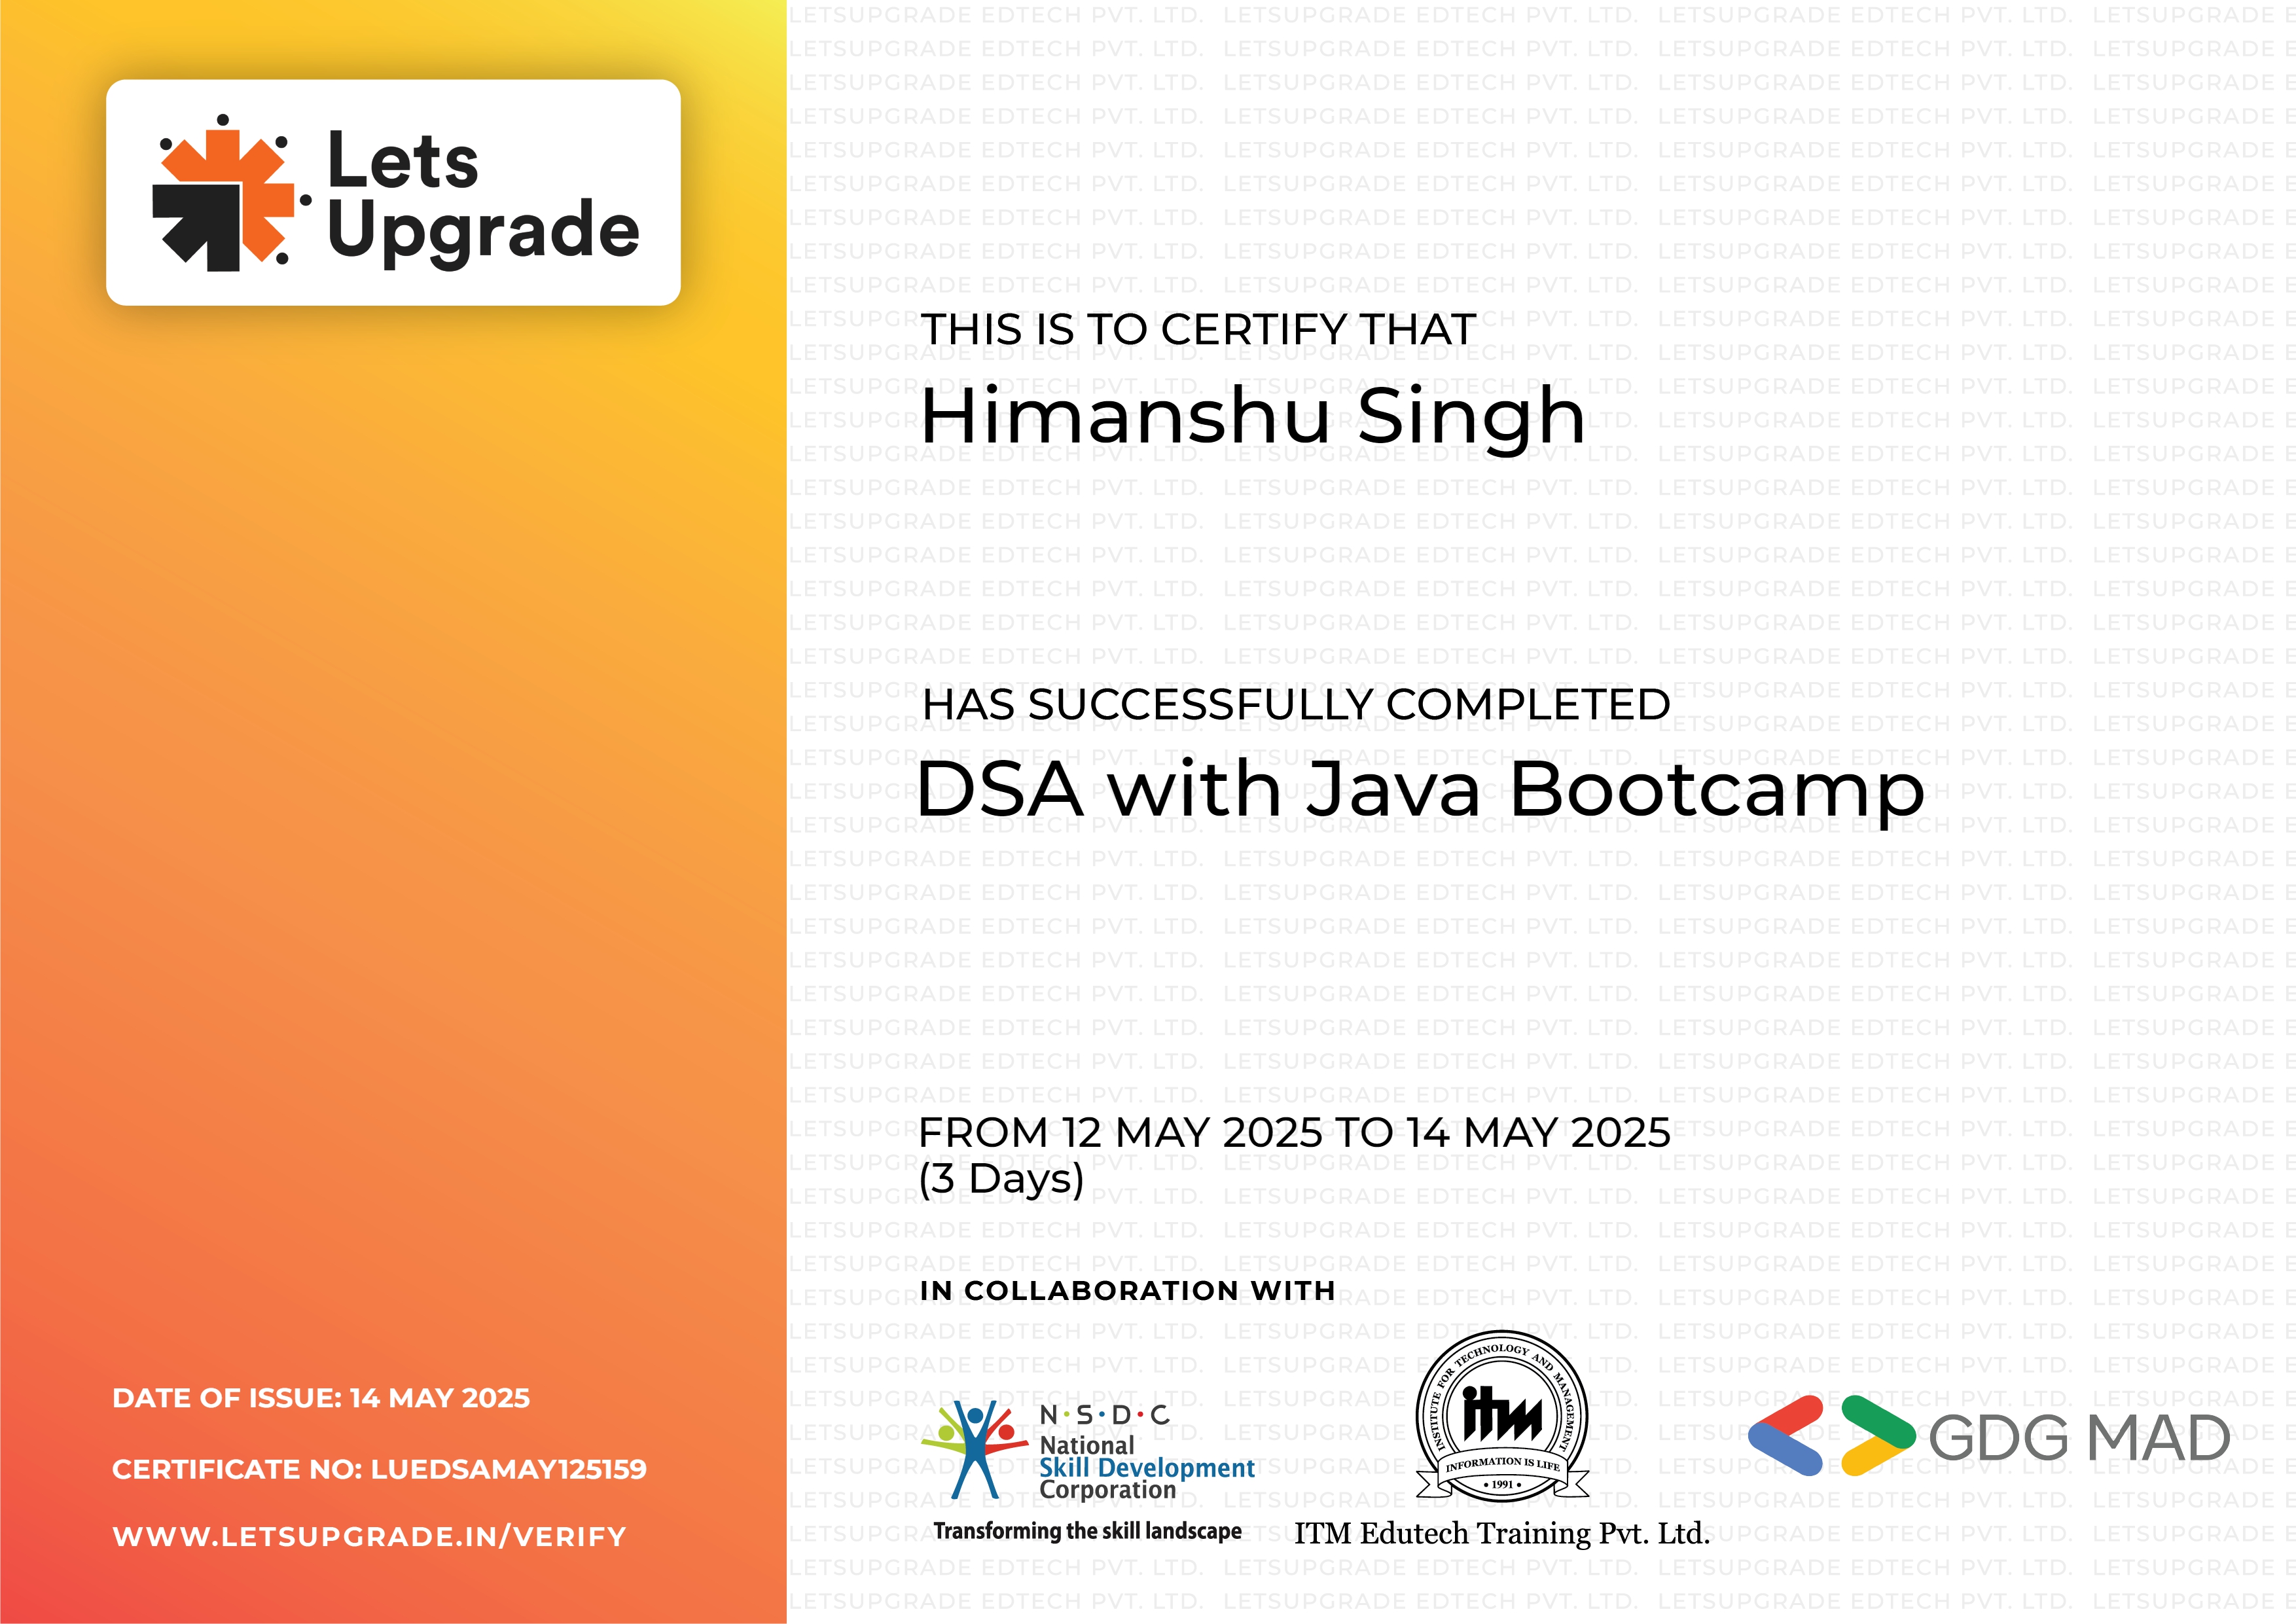 Lets
Upgrade
THIS IS TO CERTIFY THAT
Himanshu Singh
HAS SUCCESSFULLY COMPLETED
DSA with Java Bootcamp
FROM 12 MAY 2025 TO 14 MAY 2025
(3 Days)
IN COLLABORATION WITH
N·S·D·C
National
Skill Development
Corporation
Transforming the skill landscape
INSTITUTE FOR TECHNOLOGY AND MANAGEMENT
itm
INFORMATION IS LIFE
• 1991 •
ITM Edutech Training Pvt. Ltd.
GDG MAD
DATE OF ISSUE: 14 MAY 2025
CERTIFICATE NO: LUEDSAMAY125159
WWW.LETSUPGRADE.IN/VERIFY
LETSUPGRADE EDTECH PVT. LTD.